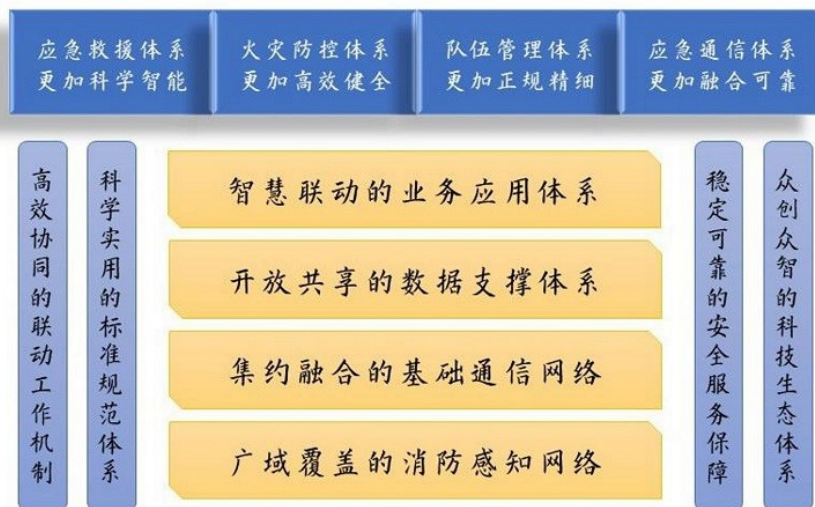 应急救援体系
更加科学智能
火灾防控体系
更加高效健全
队伍管理体系
更加正规精细
应急通信体系
更加融合可靠
高效协同的联动工作机制
科学实用的标准规范体系
智慧联动的业务应用体系
开放共享的数据支撑体系
集约融合的基础通信网络
广域覆盖的消防感知网络
稳定可靠的安全服务保障
众创众智的科技生态体系